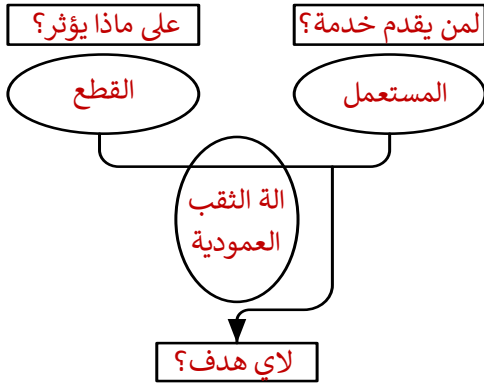 لمن يقدم خدمة؟
على ماذا يؤثر؟
المستعمل
القطع
الة الثقب
العمودية
لاي هدف؟